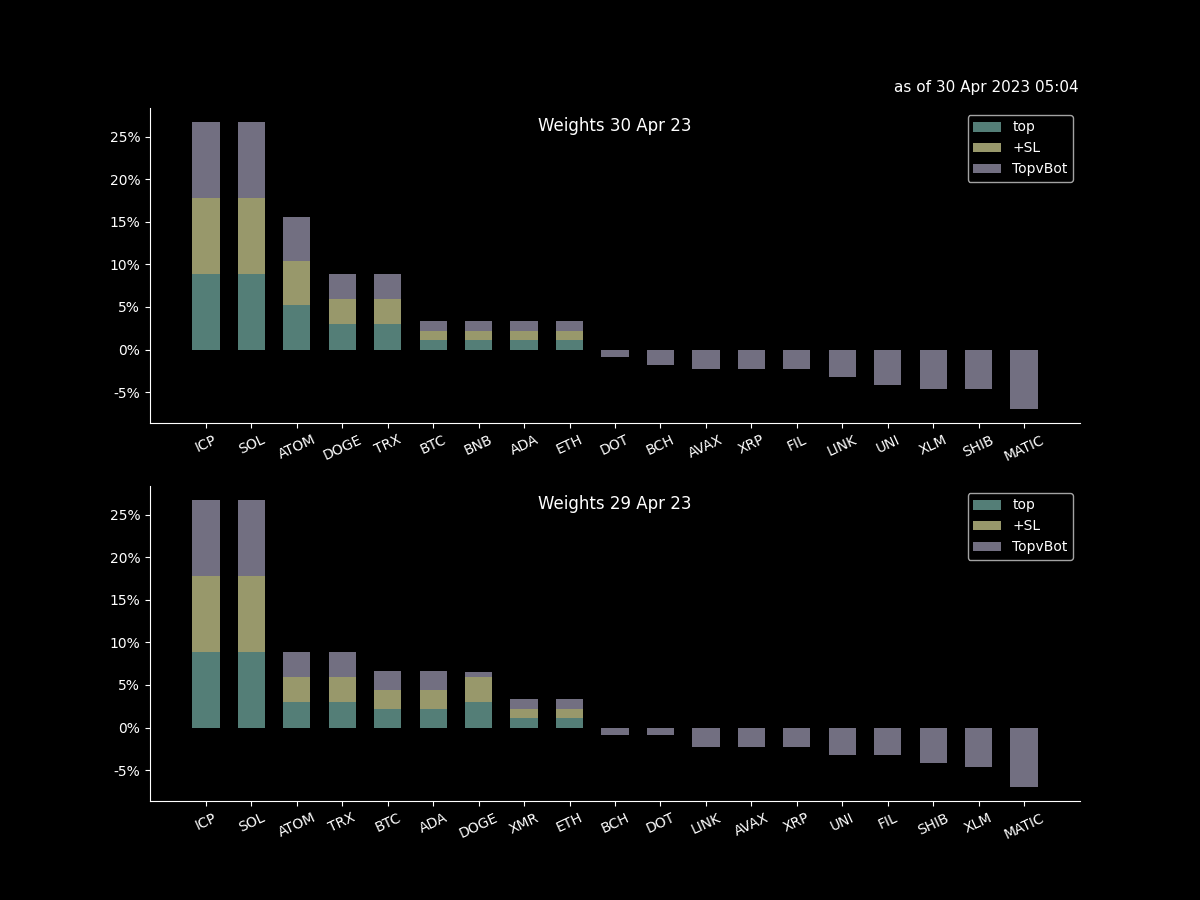 as of 30 Apr 2023 05:04
Weights 30 Apr 23
top
+SL
TopvBot
25%
20%
15%
10%
5%
0%
-5%
ICP SOL ATOM DOGE TRX BTC BNB ADA ETH DOT BCH AVAX XRP FIL LINK UNI XLM SHIB MATIC
Weights 29 Apr 23
top
+SL
TopvBot
25%
20%
15%
10%
5%
0%
-5%
ICP SOL ATOM TRX BTC ADA DOGE XMR ETH BCH DOT LINK AVAX XRP UNI FIL SHIB XLM MATIC